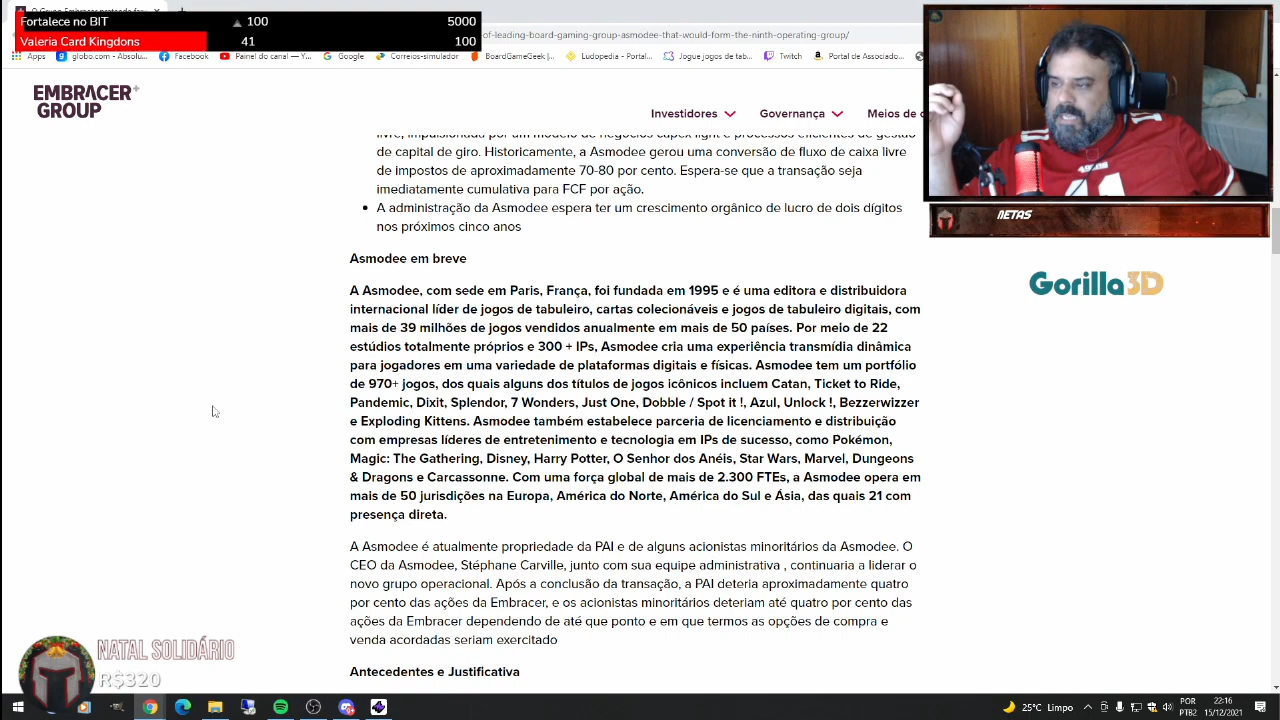 Fortalece no BIT 100 5000
Valeria Card Kingdons 41 100
of-leading-board-gaming-group-asmodee-that-would-form-theninth-operating-group/
Apps globo.com - Absolu... Facebook Painel do canal — Y... Google Correios-simulador BoardGameGeek |... Ludopedia - Portal... Jogue jogos de tab... Twitch Portal de Associado...
EMBRACER+
GROUP
Investidores Governança Meios de
livre, impulsionada por um modelo de negócios capex light e processos eficientes de gestão
de capital de giro. Historicamente, a Asmodee gerou uma conversão de fluxo de caixa livre
de impostos de aproximadamente 70-80 por cento. Espera-se que a transação seja
imediatamente cumulativa para FCF por ação.
• A administração da Asmodee espera ter um crescimento orgânico de lucro de dois dígitos
nos próximos cinco anos
Asmodee em breve
A Asmodee, com sede em Paris, França, foi fundada em 1995 e é uma editora e distribuidora
internacional líder de jogos de tabuleiro, cartas colecionáveis e jogos de tabuleiro digitais, com
mais de 39 milhões de jogos vendidos anualmente em mais de 50 países. Por meio de 22
estúdios totalmente próprios e 300 + IPs, Asmodee cria uma experiência transmídia dinâmica
para jogadores em uma variedade de plataformas digitais e físicas. Asmodee tem um portfólio
de 970+ jogos, dos quais alguns dos títulos de jogos icônicos incluem Catan, Ticket to Ride,
Pandemic, Dixit, Splendor, 7 Wonders, Just One, Dobble / Spot it !, Azul, Unlock !, Bezzerwizzer
e Exploding Kittens. Asmodee também estabelece parceria de licenciamento e distribuição
com empresas líderes de entretenimento e tecnologia em IPs de sucesso, como Pokémon,
Magic: The Gathering, Disney, Harry Potter, O Senhor dos Anéis, Star Wars, Marvel, Dungeons
& Dragons e Carcassonne. Com uma força global de mais de 2.300 FTEs, a Asmodee opera em
mais de 50 jurisdições na Europa, América do Norte, América do Sul e Ásia, das quais 21 com
presença direta.
A Asmodee é atualmente propriedade da PAI e de alguns acionistas minoritários da Asmodee. O
CEO da Asmodee, Stéphane Carville, junto com sua equipe administrativa , continuaria a liderar o
novo grupo operacional. Após a conclusão da transação, a PAI deteria aproximadamente quatro
por cento das ações da Embracer, e os acionistas minoritários deteriam até quatro por cento das
ações da Embracer dependendo de até que ponto e em que termos as opções de compra e
venda acordadas seriam exercitado
Antecedentes e Justificativa
NETAS
Gorilla3D
NATAL SOLIDÁRIO
R$320
25°C Limpo POR 22:16
PTB2 15/12/2021